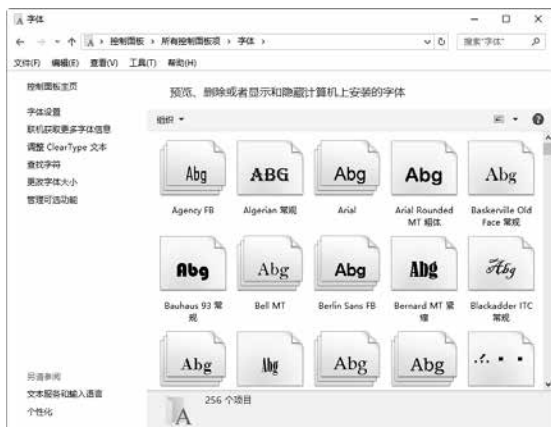 字体
控制面板 › 所有控制面板项 › 字体 ›
搜索"字体"
文件(F) 编辑(E) 查看(V) 工具(T) 帮助(H)
控制面板主页
字体设置
联机获取更多字体信息
调整 ClearType 文本
查找字符
更改字体大小
管理可选功能
另请参阅
文本服务和输入语言
个性化
预览、删除或者显示和隐藏计算机上安装的字体
组织
Abg ABG Abg Abg Abg
Agency FB
Algerian 常规
Arial
Arial Rounded
MT 粗体
Baskerville Old
Face 常规
Abg Abg Abg Abg Abg
Bauhaus 93 常
规
Bell MT
Berlin Sans FB
Bernard MT 紧
缩
Blackadder ITC
常规
Abg Abg Abg Abg
256 个项目